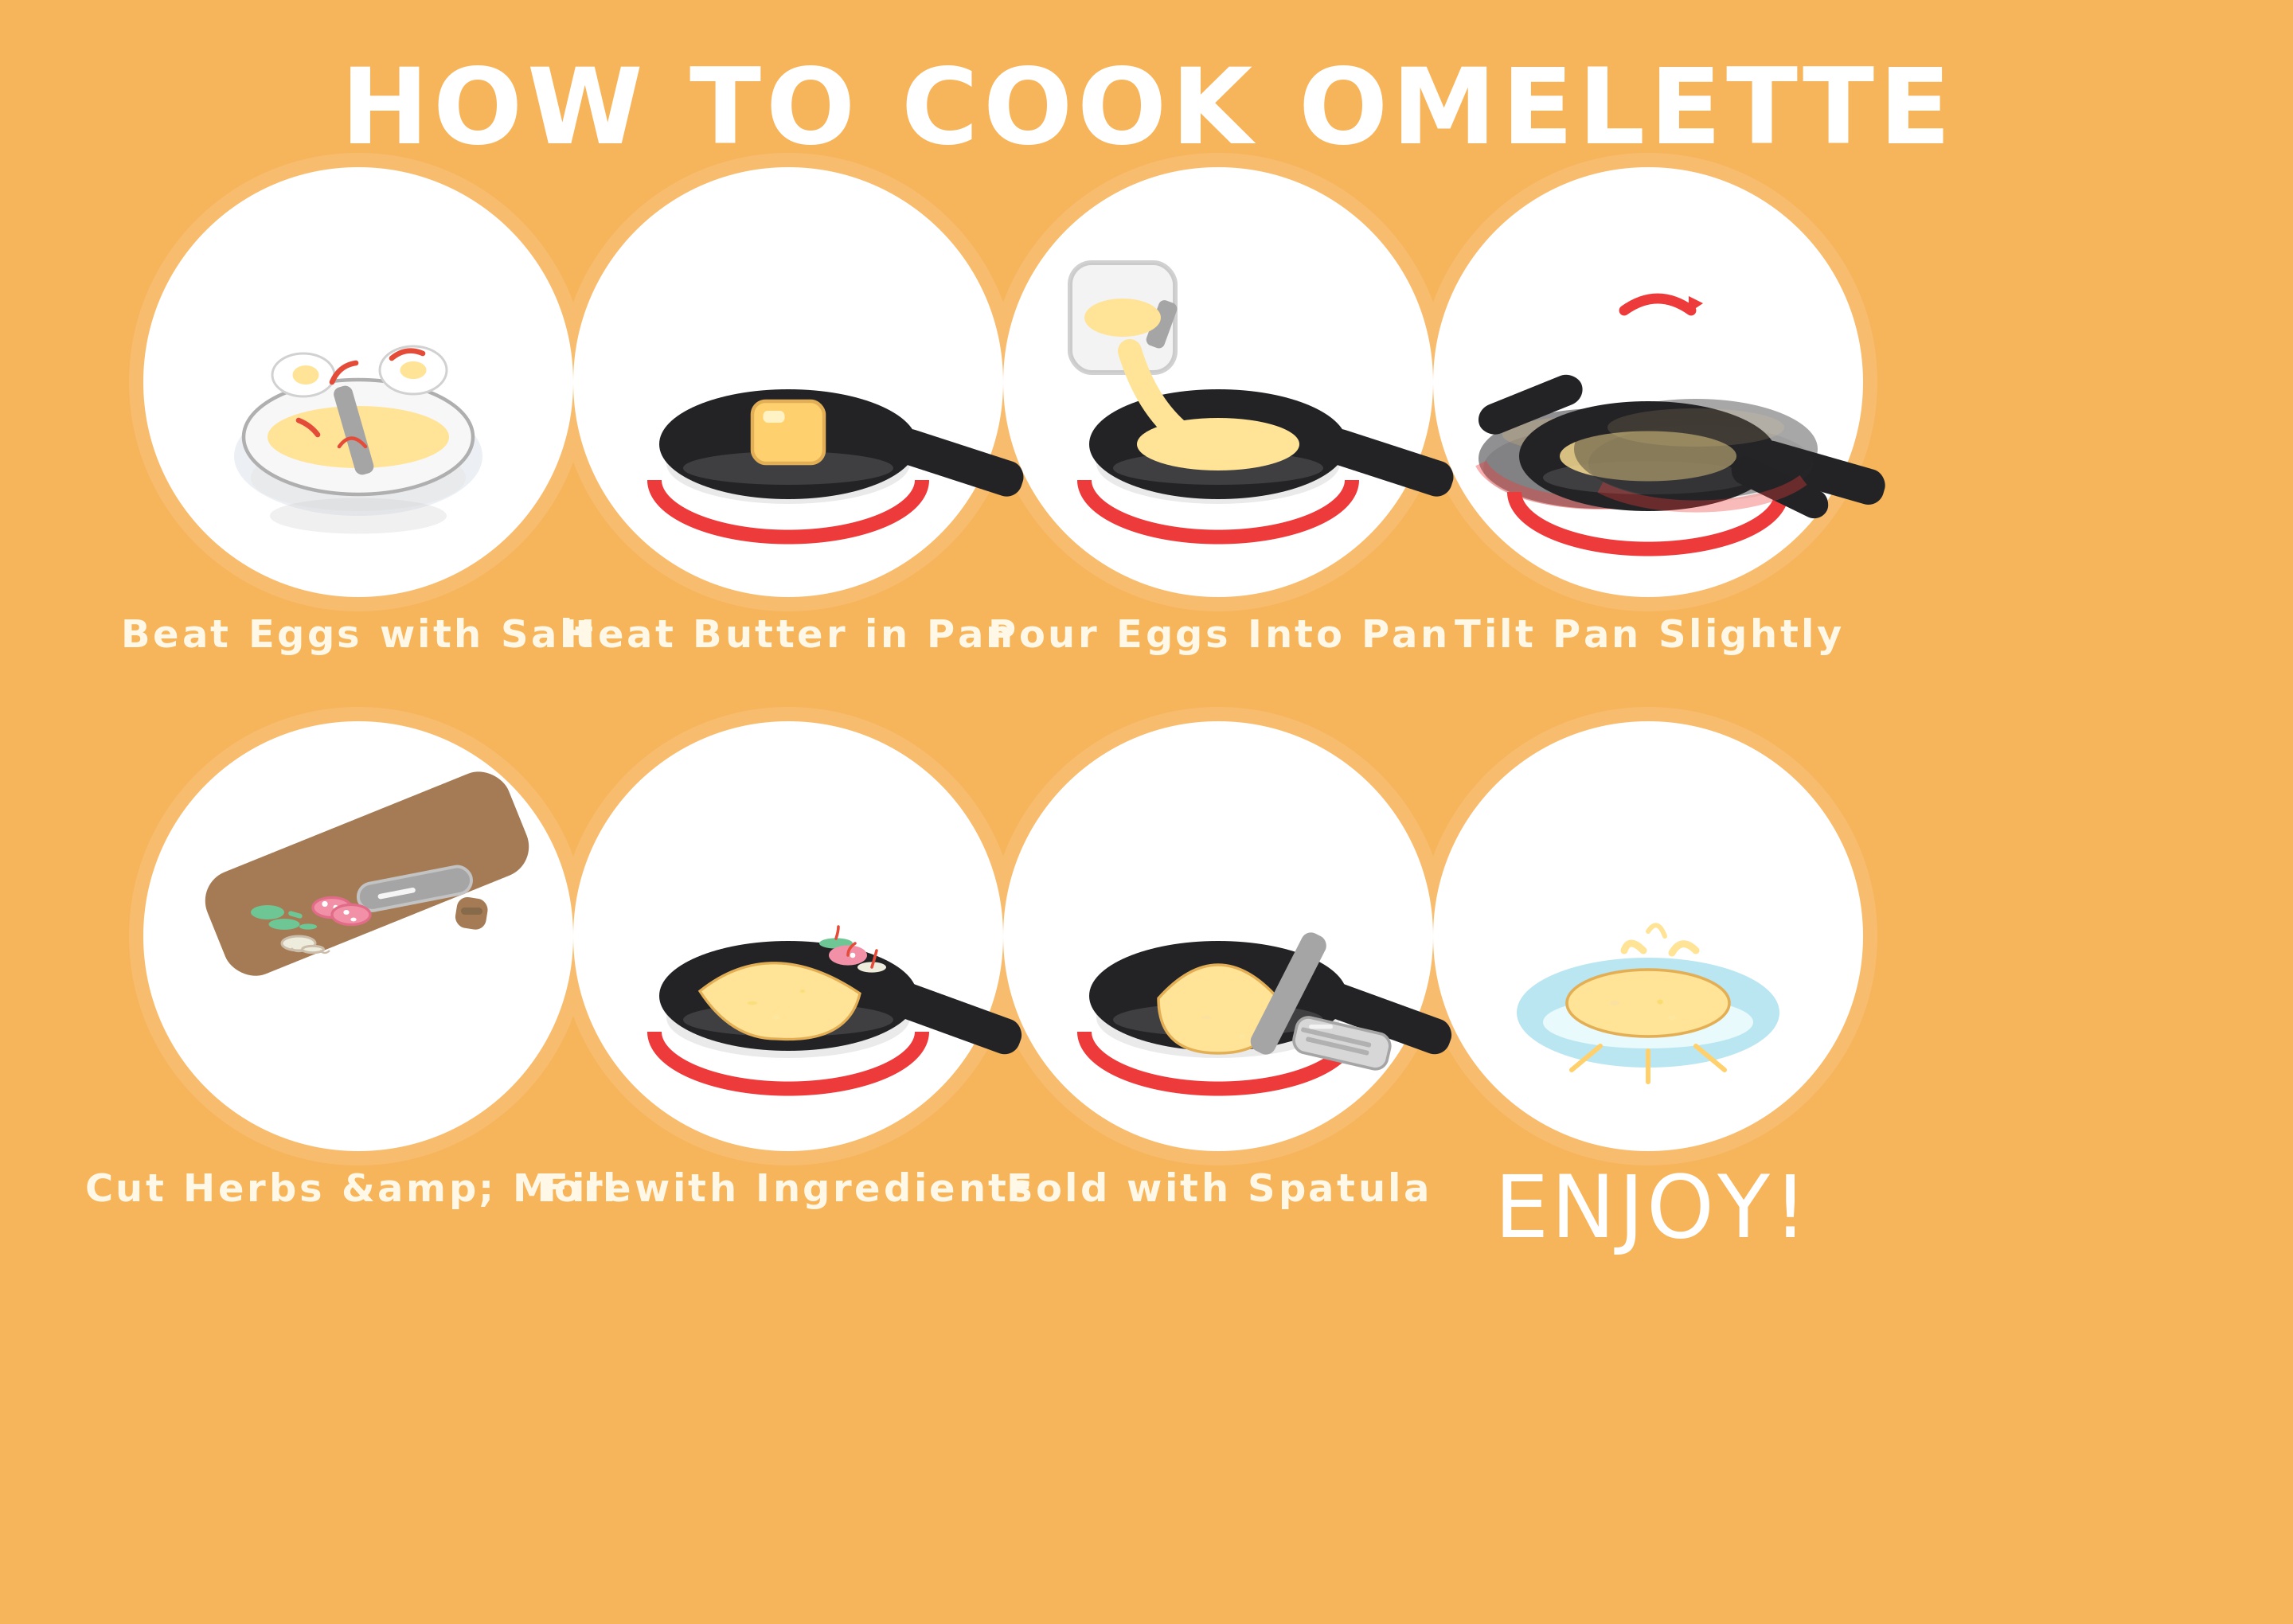 HOW TO COOK OMELETTE
Beat Eggs with Salt
Heat Butter in Pan
Pour Eggs Into Pan
Tilt Pan Slightly
Cut Herbs &amp; More
Fill with Ingredients
Fold with Spatula
ENJOY!